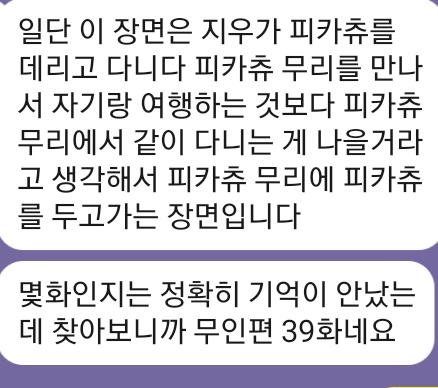 일단 이 장면은 지우가 피카츄를
데리고 다니다 피카츄 무리를 만나
서 자기랑 여행하는 것보다 피카츄
무리에서 같이 다니는 게 나을거라
고 생각해서 피카츄 무리에 피카츄
를 두고가는 장면입니다
몇화인지는 정확히 기억이 안났는
데 찾아보니까 무인편 39화네요